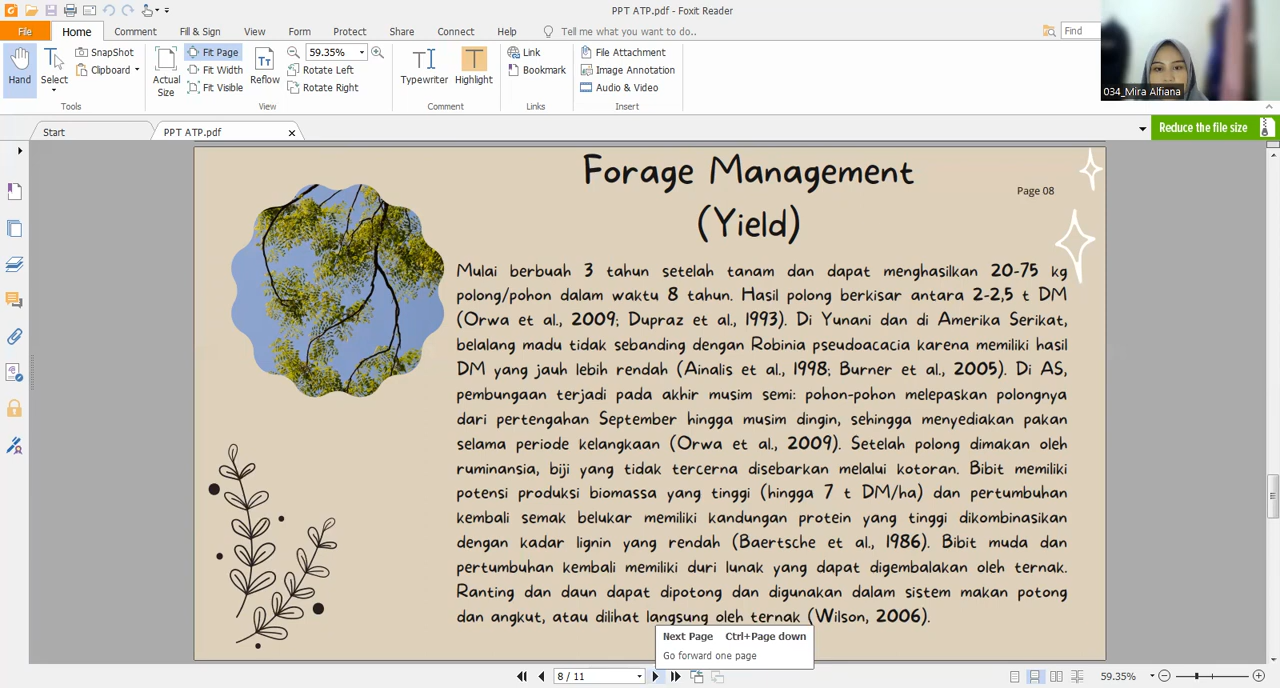 PPT ATP.pdf - Foxit Reader
File Home Comment View Form Protect Share Connect Help Tell me what you want to do.. Find
Hand Select SnapShot Clipboard Tools
Actual Size Fit Page Fit Width Fit Visible Reflow 59.35% Rotate Left Rotate Right View
Typewriter Highlight Comment
Link Bookmark Links
File Attachment Image Annotation Audio & Video Insert
034_Mira Alfiana
Start PPT ATP.pdf Reduce the file size
Forage Management
(Yield)
Page 08
Mulai berbuah 3 tahun setelah tanam dan dapat menghasilkan 20-75 kg
polong/pohon dalam waktu 8 tahun. Hasil polong berkisar antara 2-2,5 t DM
(Orwa et al., 2009; Dupraz et al., 1993). Di Yunani dan di Amerika Serikat,
belalang madu tidak sebanding dengan Robinia pseudoacacia karena memiliki hasil
DM yang jauh lebih rendah (Ainalis et al., 1998; Burner et al., 2005). Di AS,
pembungaan terjadi pada akhir musim semi: pohon-pohon melepaskan polongnya
dari pertengahan September hingga musim dingin, sehingga menyediakan pakan
selama periode kelangkaan (Orwa et al., 2009). Setelah polong dimakan oleh
ruminansia, biji yang tidak tercerna disebarkan melalui kotoran. Bibit memiliki
potensi produksi biomassa yang tinggi (hingga 7 t DM/ha) dan pertumbuhan
kembali semak belukar memiliki kandungan protein yang tinggi dikombinasikan
dengan kadar lignin yang rendah (Baertsche et al., 1986). Bibit muda dan
pertumbuhan kembali memiliki duri lunak yang dapat digembalakan oleh ternak.
Ranting dan daun dapat dipotong dan digunakan dalam sistem makan potong
dan angkut, atau dilihat langsung oleh ternak (Wilson, 2006).
Next Page Ctrl+Page down
Go forward one page
8 / 11 59.35%